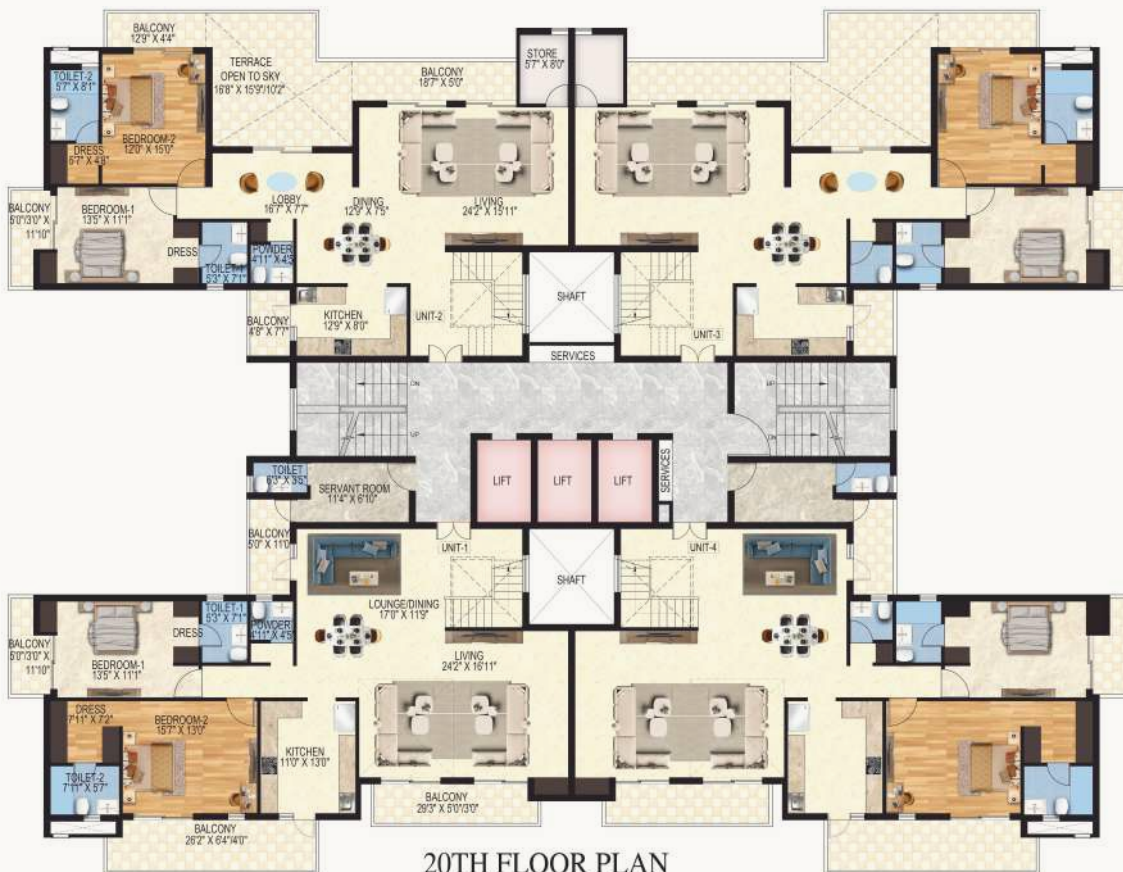 BALCONY
12'9" X 4'4"
TOILET-2
5'7" X 8'1"
BEDROOM-2
12'0" X 15'0"
DRESS
5'7" X 4'8"
TERRACE
OPEN TO SKY
16'8" X 15'9"/10'2"
BALCONY
18'7" X 5'0"
STORE
5'7" X 8'0"
BALCONY
5'0"/3'0" X
11'10"
BEDROOM-1
13'5" X 11'1"
DRESS
TOILET-1
5'3" X 7'1"
POWDER
4'11" X 4'5"
LOBBY
16'7" X 7'7"
DINING
12'9" X 7'5"
LIVING
24'2" X 15'11"
BALCONY
4'8" X 7'7"
KITCHEN
12'9" X 8'0"
UNIT-2
SHAFT
UNIT-3
SERVICES
DN
UP
UP
DN
LIFT
LIFT
LIFT
SERVICES
TOILET
6'3" X 3'5"
SERVANT ROOM
11'4" X 6'10"
BALCONY
5'0" X 11'0"
UNIT-1
SHAFT
UNIT-4
LOUNGE/DINING
17'0" X 11'9"
LIVING
24'2" X 16'11"
BALCONY
5'0"/3'0" X
11'10"
BEDROOM-1
13'5" X 11'1"
DRESS
TOILET-1
5'3" X 7'1"
POWDER
4'11" X 4'5"
DRESS
7'11" X 7'2"
BEDROOM-2
15'7" X 13'0"
TOILET-2
7'11" X 5'7"
KITCHEN
11'0" X 13'0"
BALCONY
26'2" X 6'4"/4'0"
BALCONY
29'3" X 5'0"/3'0"
20TH FLOOR PLAN